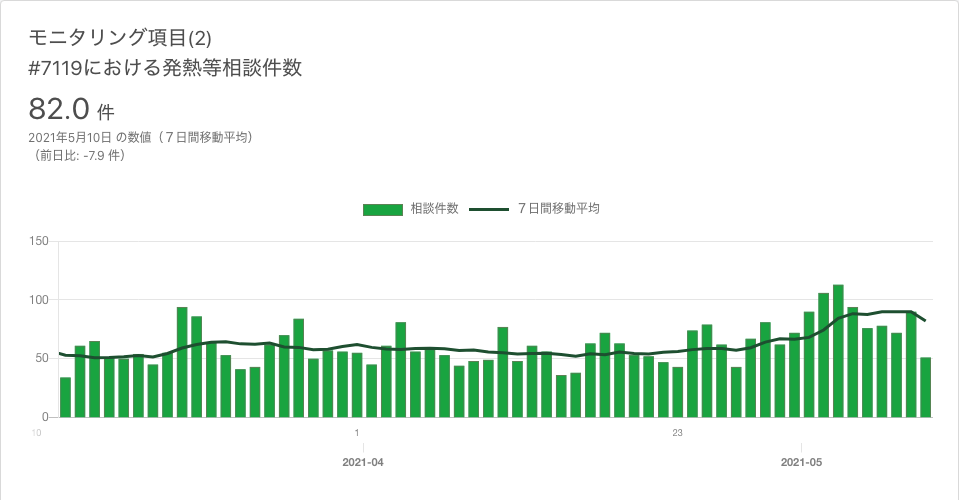 モニタリング項目(2)
#7119における発熱等相談件数
82.0 件
2021年5月10日 の数値（７日間移動平均）
（前日比: -7.9 件）
相談件数 ７日間移動平均
150
100
50
0
10 1 23
2021-04 2021-05